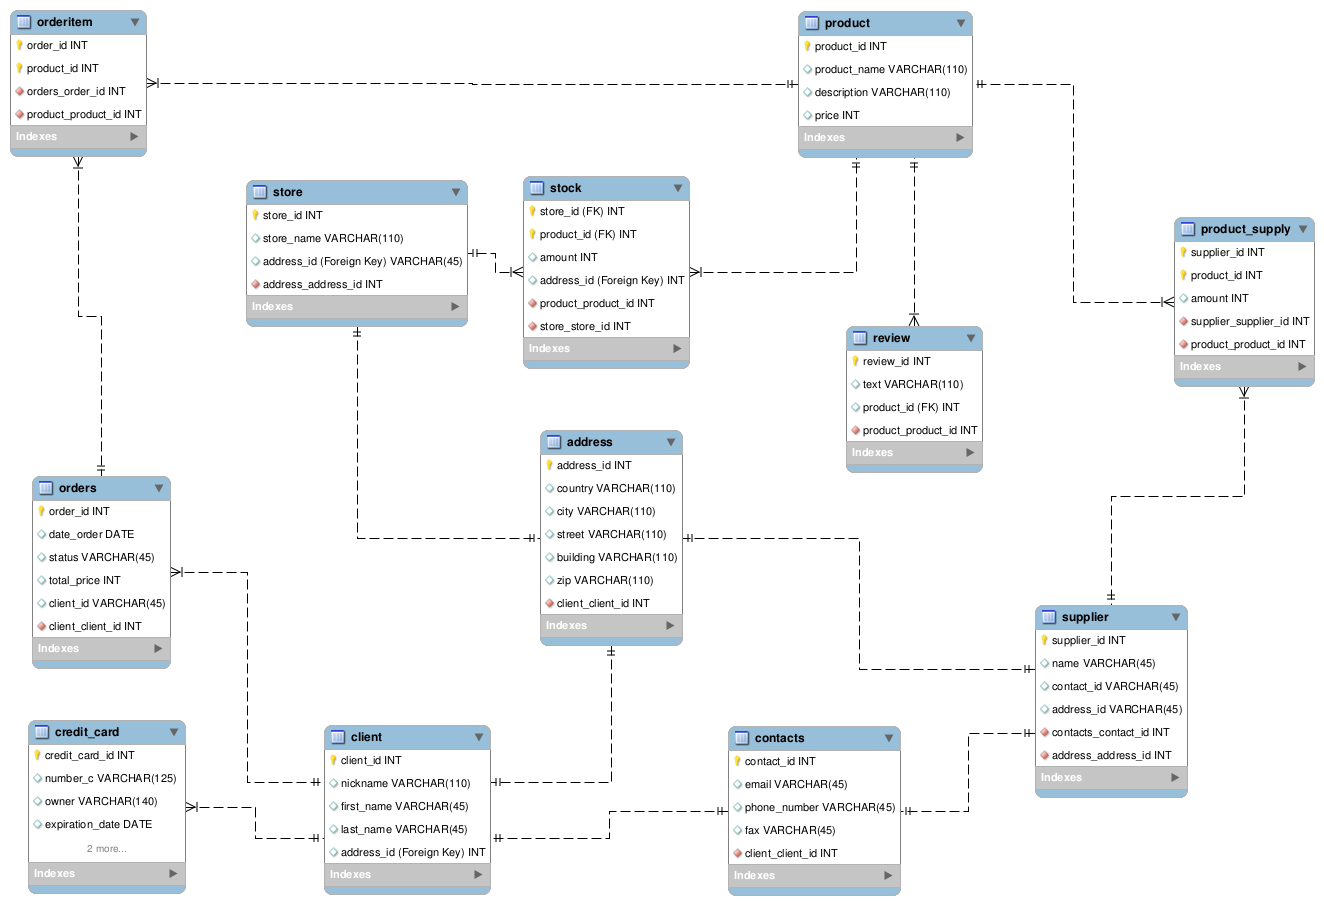 orderitem
order_id INT
product_id INT
orders_order_id INT
product_product_id INT
Indexes
product
product_id INT
product_name VARCHAR(110)
description VARCHAR(110)
price INT
Indexes
store
store_id INT
store_name VARCHAR(110)
address_id (Foreign Key) VARCHAR(45)
address_address_id INT
Indexes
stock
store_id (FK) INT
product_id (FK) INT
amount INT
address_id (Foreign Key) INT
product_product_id INT
store_store_id INT
Indexes
product_supply
supplier_id INT
product_id INT
amount INT
supplier_supplier_id INT
product_product_id INT
Indexes
review
review_id INT
text VARCHAR(110)
product_id (FK) INT
product_product_id INT
Indexes
address
address_id INT
country VARCHAR(110)
city VARCHAR(110)
street VARCHAR(110)
building VARCHAR(110)
zip VARCHAR(110)
client_client_id INT
Indexes
orders
order_id INT
date_order DATE
status VARCHAR(45)
total_price INT
client_id VARCHAR(45)
client_client_id INT
Indexes
supplier
supplier_id INT
name VARCHAR(45)
contact_id VARCHAR(45)
address_id VARCHAR(45)
contacts_contact_id INT
address_address_id INT
Indexes
credit_card
credit_card_id INT
number_c VARCHAR(125)
owner VARCHAR(140)
expiration_date DATE
2 more...
Indexes
client
client_id INT
nickname VARCHAR(110)
first_name VARCHAR(45)
last_name VARCHAR(45)
address_id (Foreign Key) INT
Indexes
contacts
contact_id INT
email VARCHAR(45)
phone_number VARCHAR(45)
fax VARCHAR(45)
client_client_id INT
Indexes